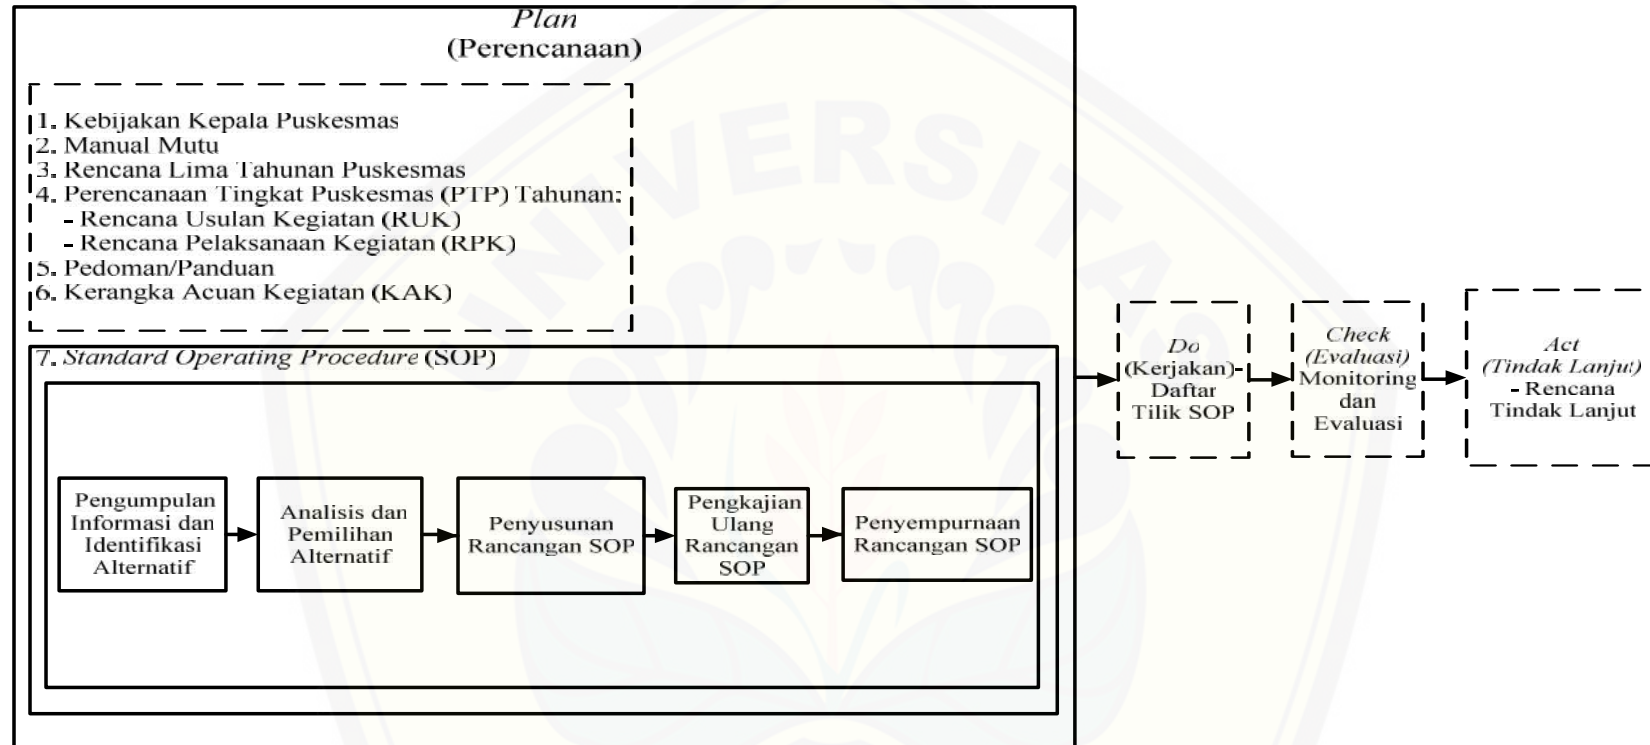 Plan
(Perencanaan)
1. Kebijakan Kepala Puskesmas
2. Manual Mutu
3. Rencana Lima Tahunan Puskesmas
4. Perencanaan Tingkat Puskesmas (PTP) Tahunan:
- Rencana Usulan Kegiatan (RUK)
- Rencana Pelaksanaan Kegiatan (RPK)
5. Pedoman/Panduan
6. Kerangka Acuan Kegiatan (KAK)
7. Standard Operating Procedure (SOP)
Pengumpulan
Informasi dan
Identifikasi
Alternatif
Analisis dan
Pemilihan
Alternatif
Penyusunan
Rancangan SOP
Pengkajian
Ulang
Rancangan
SOP
Penyempurnaan
Rancangan SOP
Do
(Kerjakan)-
Daftar
Tilik SOP
Check
(Evaluasi)
Monitoring
dan
Evaluasi
Act
(Tindak Lanjut)
- Rencana
Tindak Lanjut
UNIVERSITAS